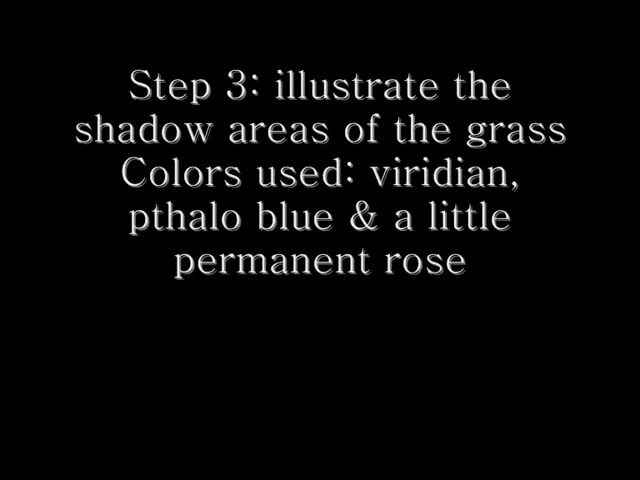 Step 3: illustrate the
shadow areas of the grass
Colors used: viridian,
pthalo blue & a little
permanent rose